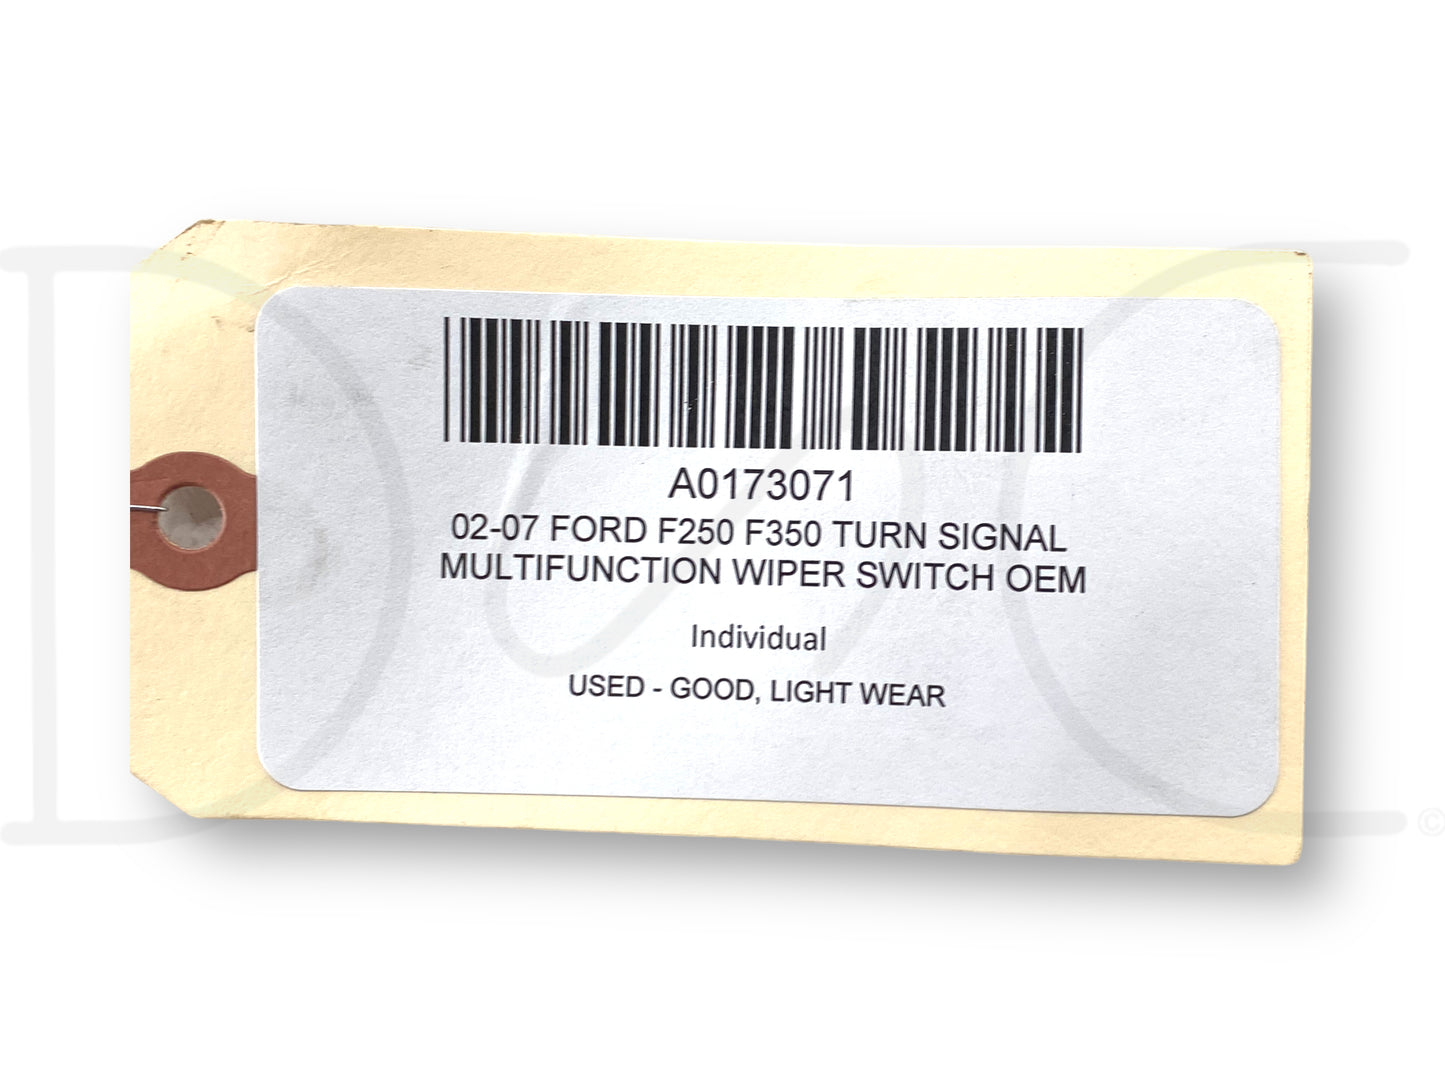 A0173071
02-07 FORD F250 F350 TURN SIGNAL
MULTIFUNCTION WIPER SWITCH OEM
Individual
USED - GOOD, LIGHT WEAR
D C ©